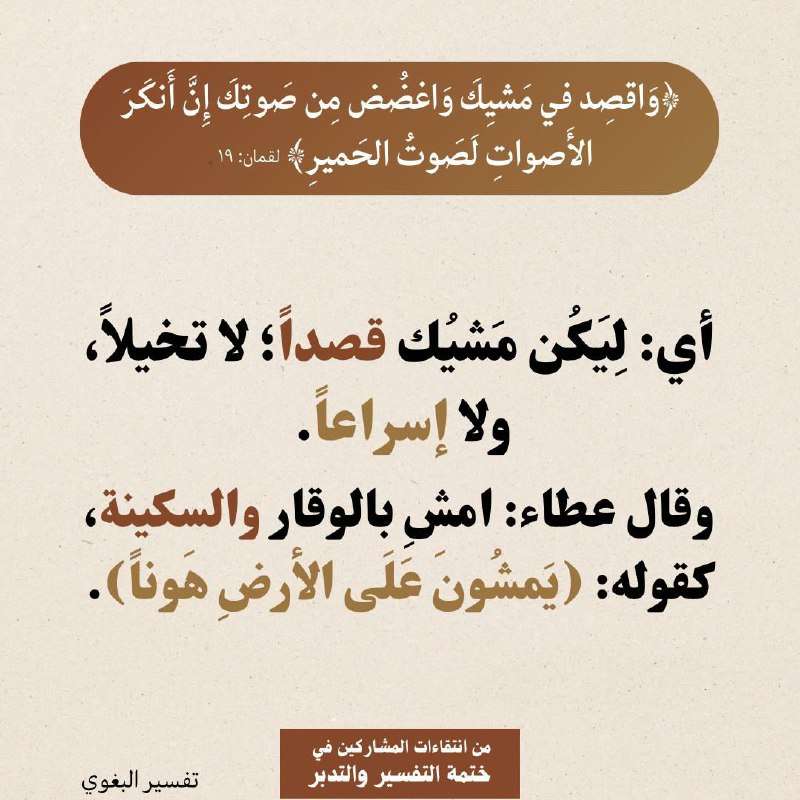 ﴿وَاقصِد في مَشيِكَ وَاغضُض مِن صَوتِكَ إِنَّ أَنكَرَ
الأَصواتِ لَصَوتُ الحَميرِ﴾ لقمان: ١٩
أي: لِيَكُن مَشيُك قصداً؛ لا تخيلاً،
ولا إسراعاً.
وقال عطاء: امشِ بالوقار والسكينة،
كقوله: (يَمشُونَ عَلَى الأرضِ هَوناً).
من انتقاءات المشاركين في
ختمة التفسير والتدبر
تفسير البغوي